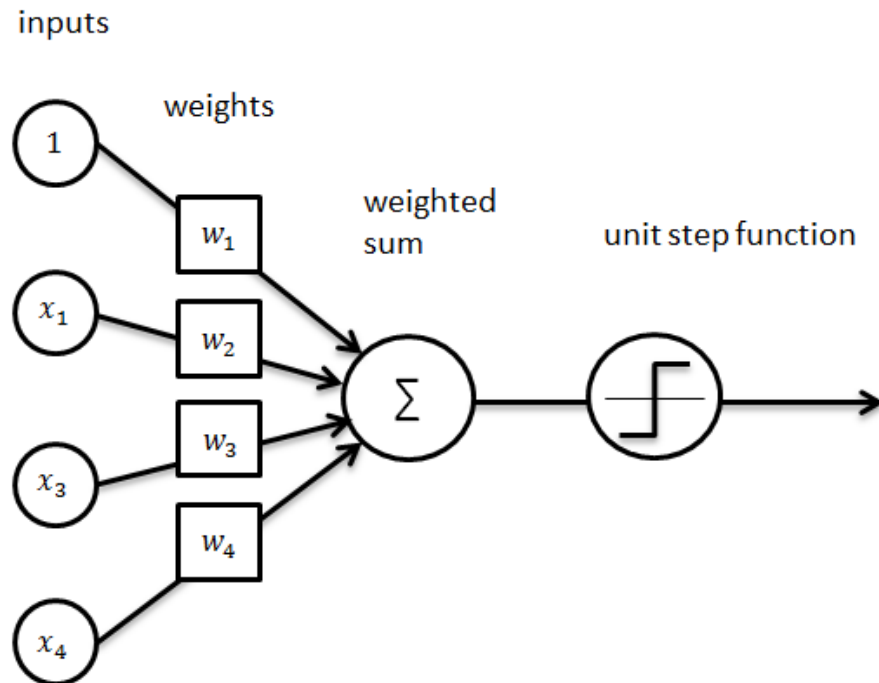 inputs
weights
1
w₁
weighted
sum
unit step function
x₁
w₂
∑
w₃
x₃
w₄
x₄